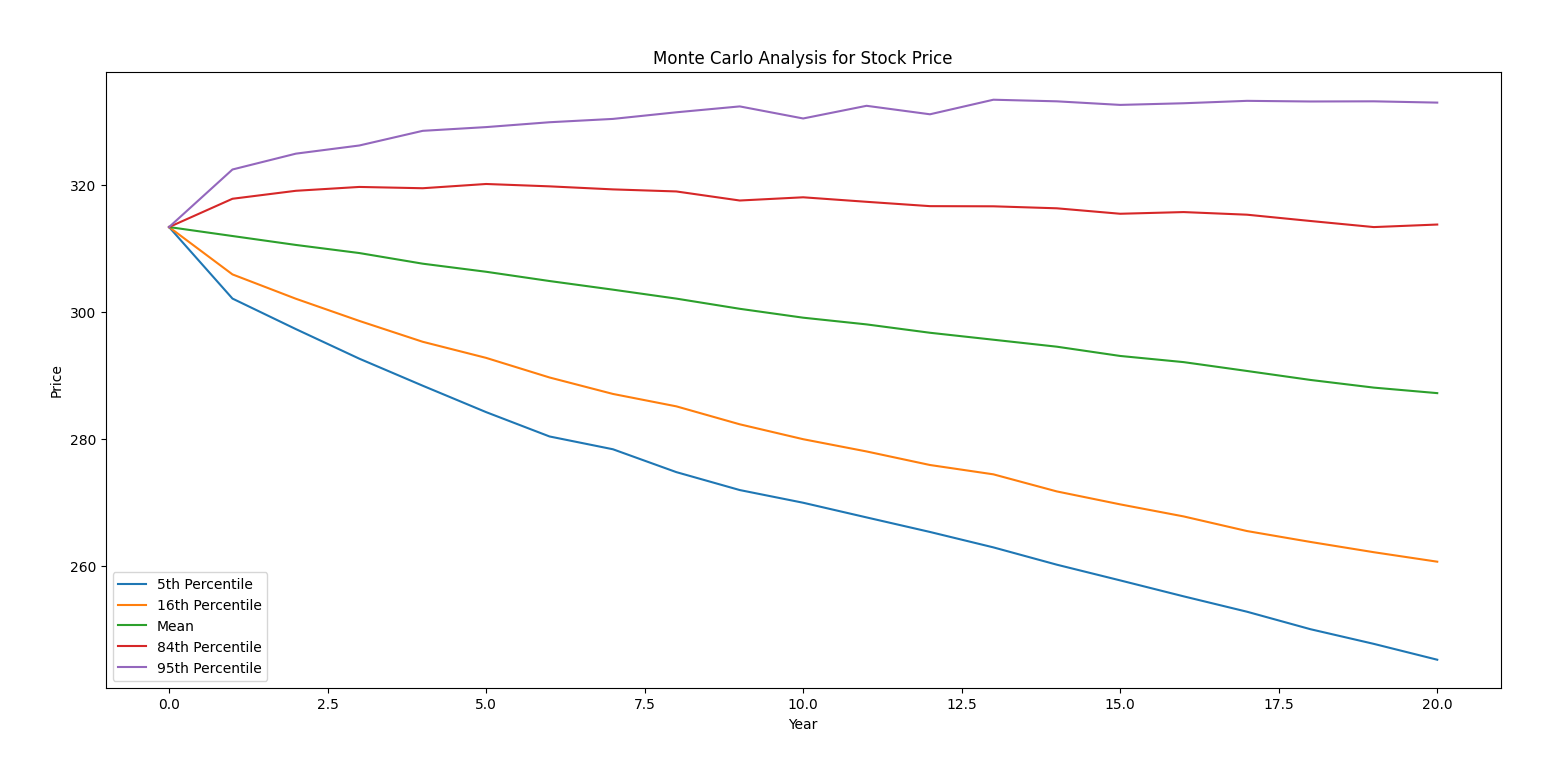 Monte Carlo Analysis for Stock Price
Price
320
300
280
260
5th Percentile
16th Percentile
Mean
84th Percentile
95th Percentile
0.0 2.5 5.0 7.5 10.0 12.5 15.0 17.5 20.0
Year